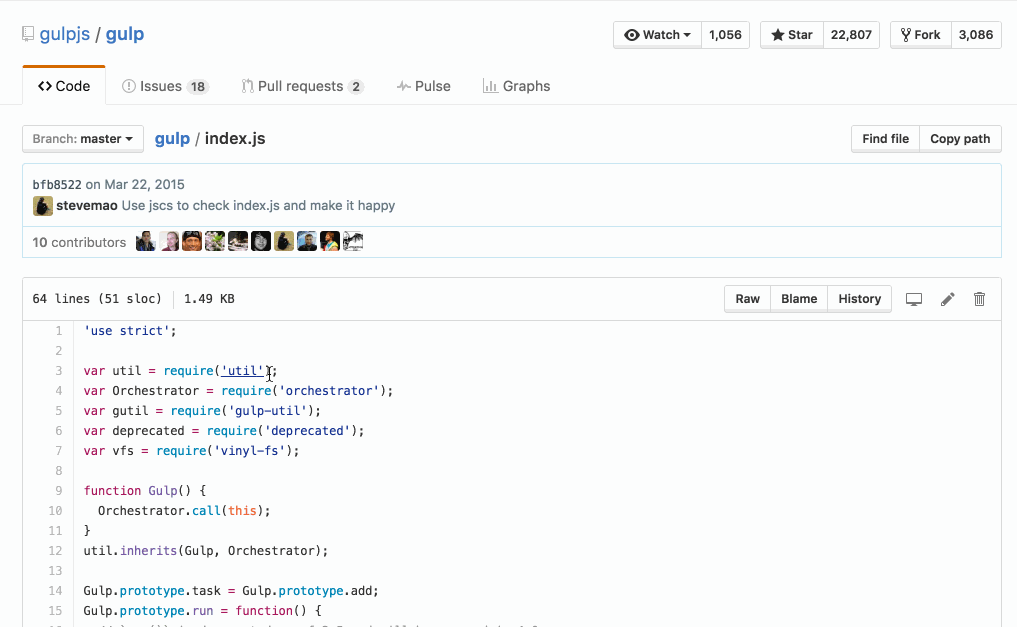 gulpjs / gulp
Watch 1,056 Star 22,807 Fork 3,086
Code Issues 18 Pull requests 2 Pulse Graphs
Branch: master gulp / index.js Find file Copy path
bfb8522 on Mar 22, 2015
stevemao Use jscs to check index.js and make it happy
10 contributors
64 lines (51 sloc) 1.49 KB Raw Blame History
1 'use strict';
2
3 var util = require('util');
4 var Orchestrator = require('orchestrator');
5 var gutil = require('gulp-util');
6 var deprecated = require('deprecated');
7 var vfs = require('vinyl-fs');
8
9 function Gulp() {
10 Orchestrator.call(this);
11 }
12 util.inherits(Gulp, Orchestrator);
13
14 Gulp.prototype.task = Gulp.prototype.add;
15 Gulp.prototype.run = function() {